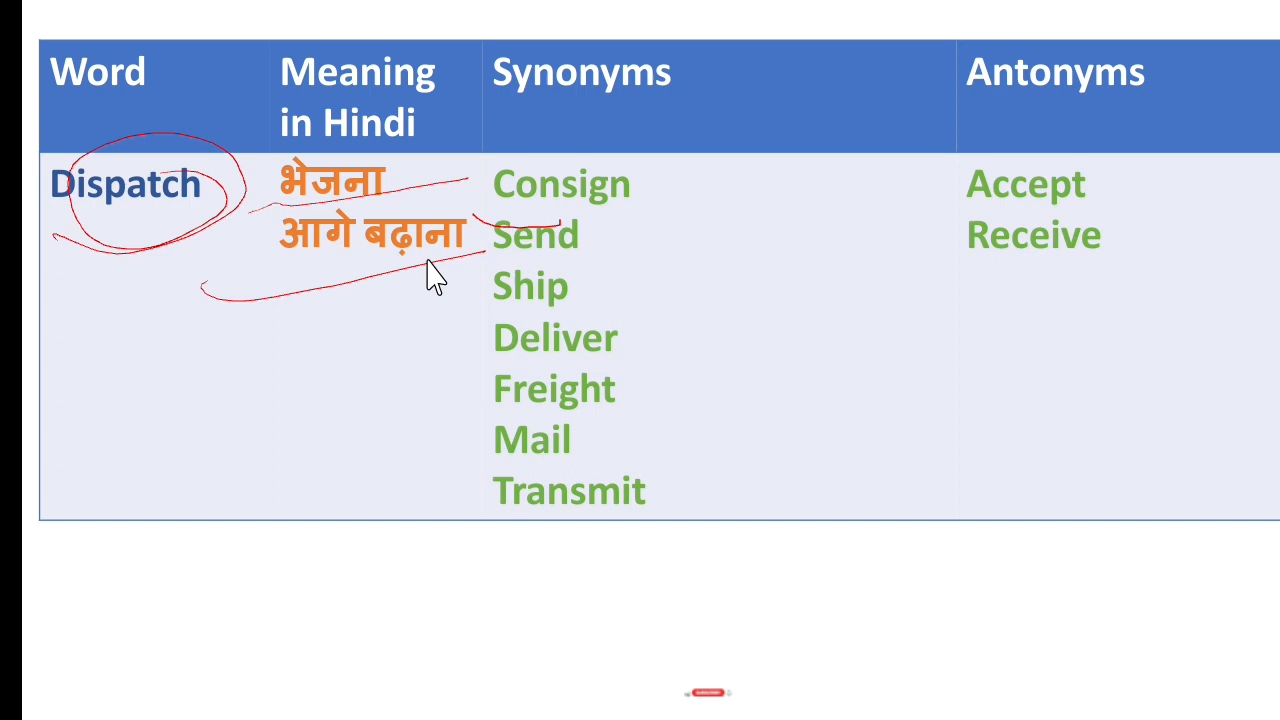 Word
Meaning in Hindi
Synonyms
Antonyms
Dispatch
भेजना
आगे बढ़ाना
Consign
Send
Ship
Deliver
Freight
Mail
Transmit
Accept
Receive